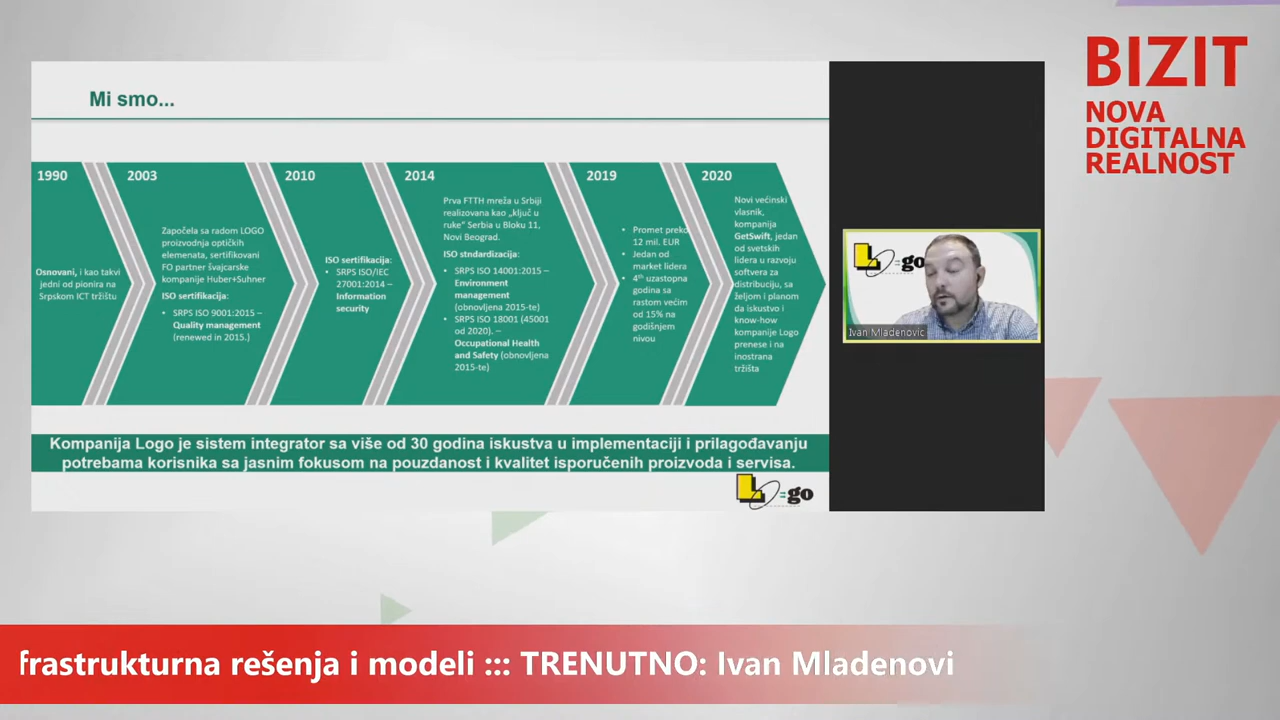 BIZIT
NOVA
DIGITALNA
REALNOST
Mi smo...
1990
Osnovani, i kao takvi
jedni od pionira na
Srpskom ICT tržištu
2003
Započela sa radom LOGO
proizvodnja optičkih
elemenata, sertifikovani
FO partner švajcarske
kompanije Huber+Suhner
ISO sertifikacija:
• SRPS ISO 9001:2015 –
Quality management
(renewed in 2015.)
2010
ISO sertifikacija:
• SRPS ISO/IEC
27001:2014 –
Information
security
2014
Prva FTTH mreža u Srbiji
realizovana kao „ključ u
ruke“ Serbia u Bloku 11,
Novi Beograd.
ISO stndardizacija:
• SRPS ISO 14001:2015 –
Environment
management
(obnovljena 2015-te)
• SRPS ISO 18001 (45001
od 2020). –
Occupational Health
and Safety (obnovljena
2015-te)
2019
• Promet preko
12 mil. EUR
• Jedan od
market lidera
• 4th uzastopna
godina sa
rastom većim
od 15% na
godišnjem
nivou
2020
Novi većinski
vlasnik,
kompanija
GetSwift, jedan
od svetskih
lidera u razvoju
softvera za
distribuciju, sa
željom i planom
da iskustvo i
know-how
kompanije Logo
prenese i na
inostrana
tržišta
Kompanija Logo je sistem integrator sa više od 30 godina iskustva u implementaciji i prilagođavanju
potrebama korisnika sa jasnim fokusom na pouzdanost i kvalitet isporučenih proizvoda i servisa.
L=go
L=go
Ivan Mladenovic
frastrukturna rešenja i modeli ::: TRENUTNO: Ivan Mladenovi